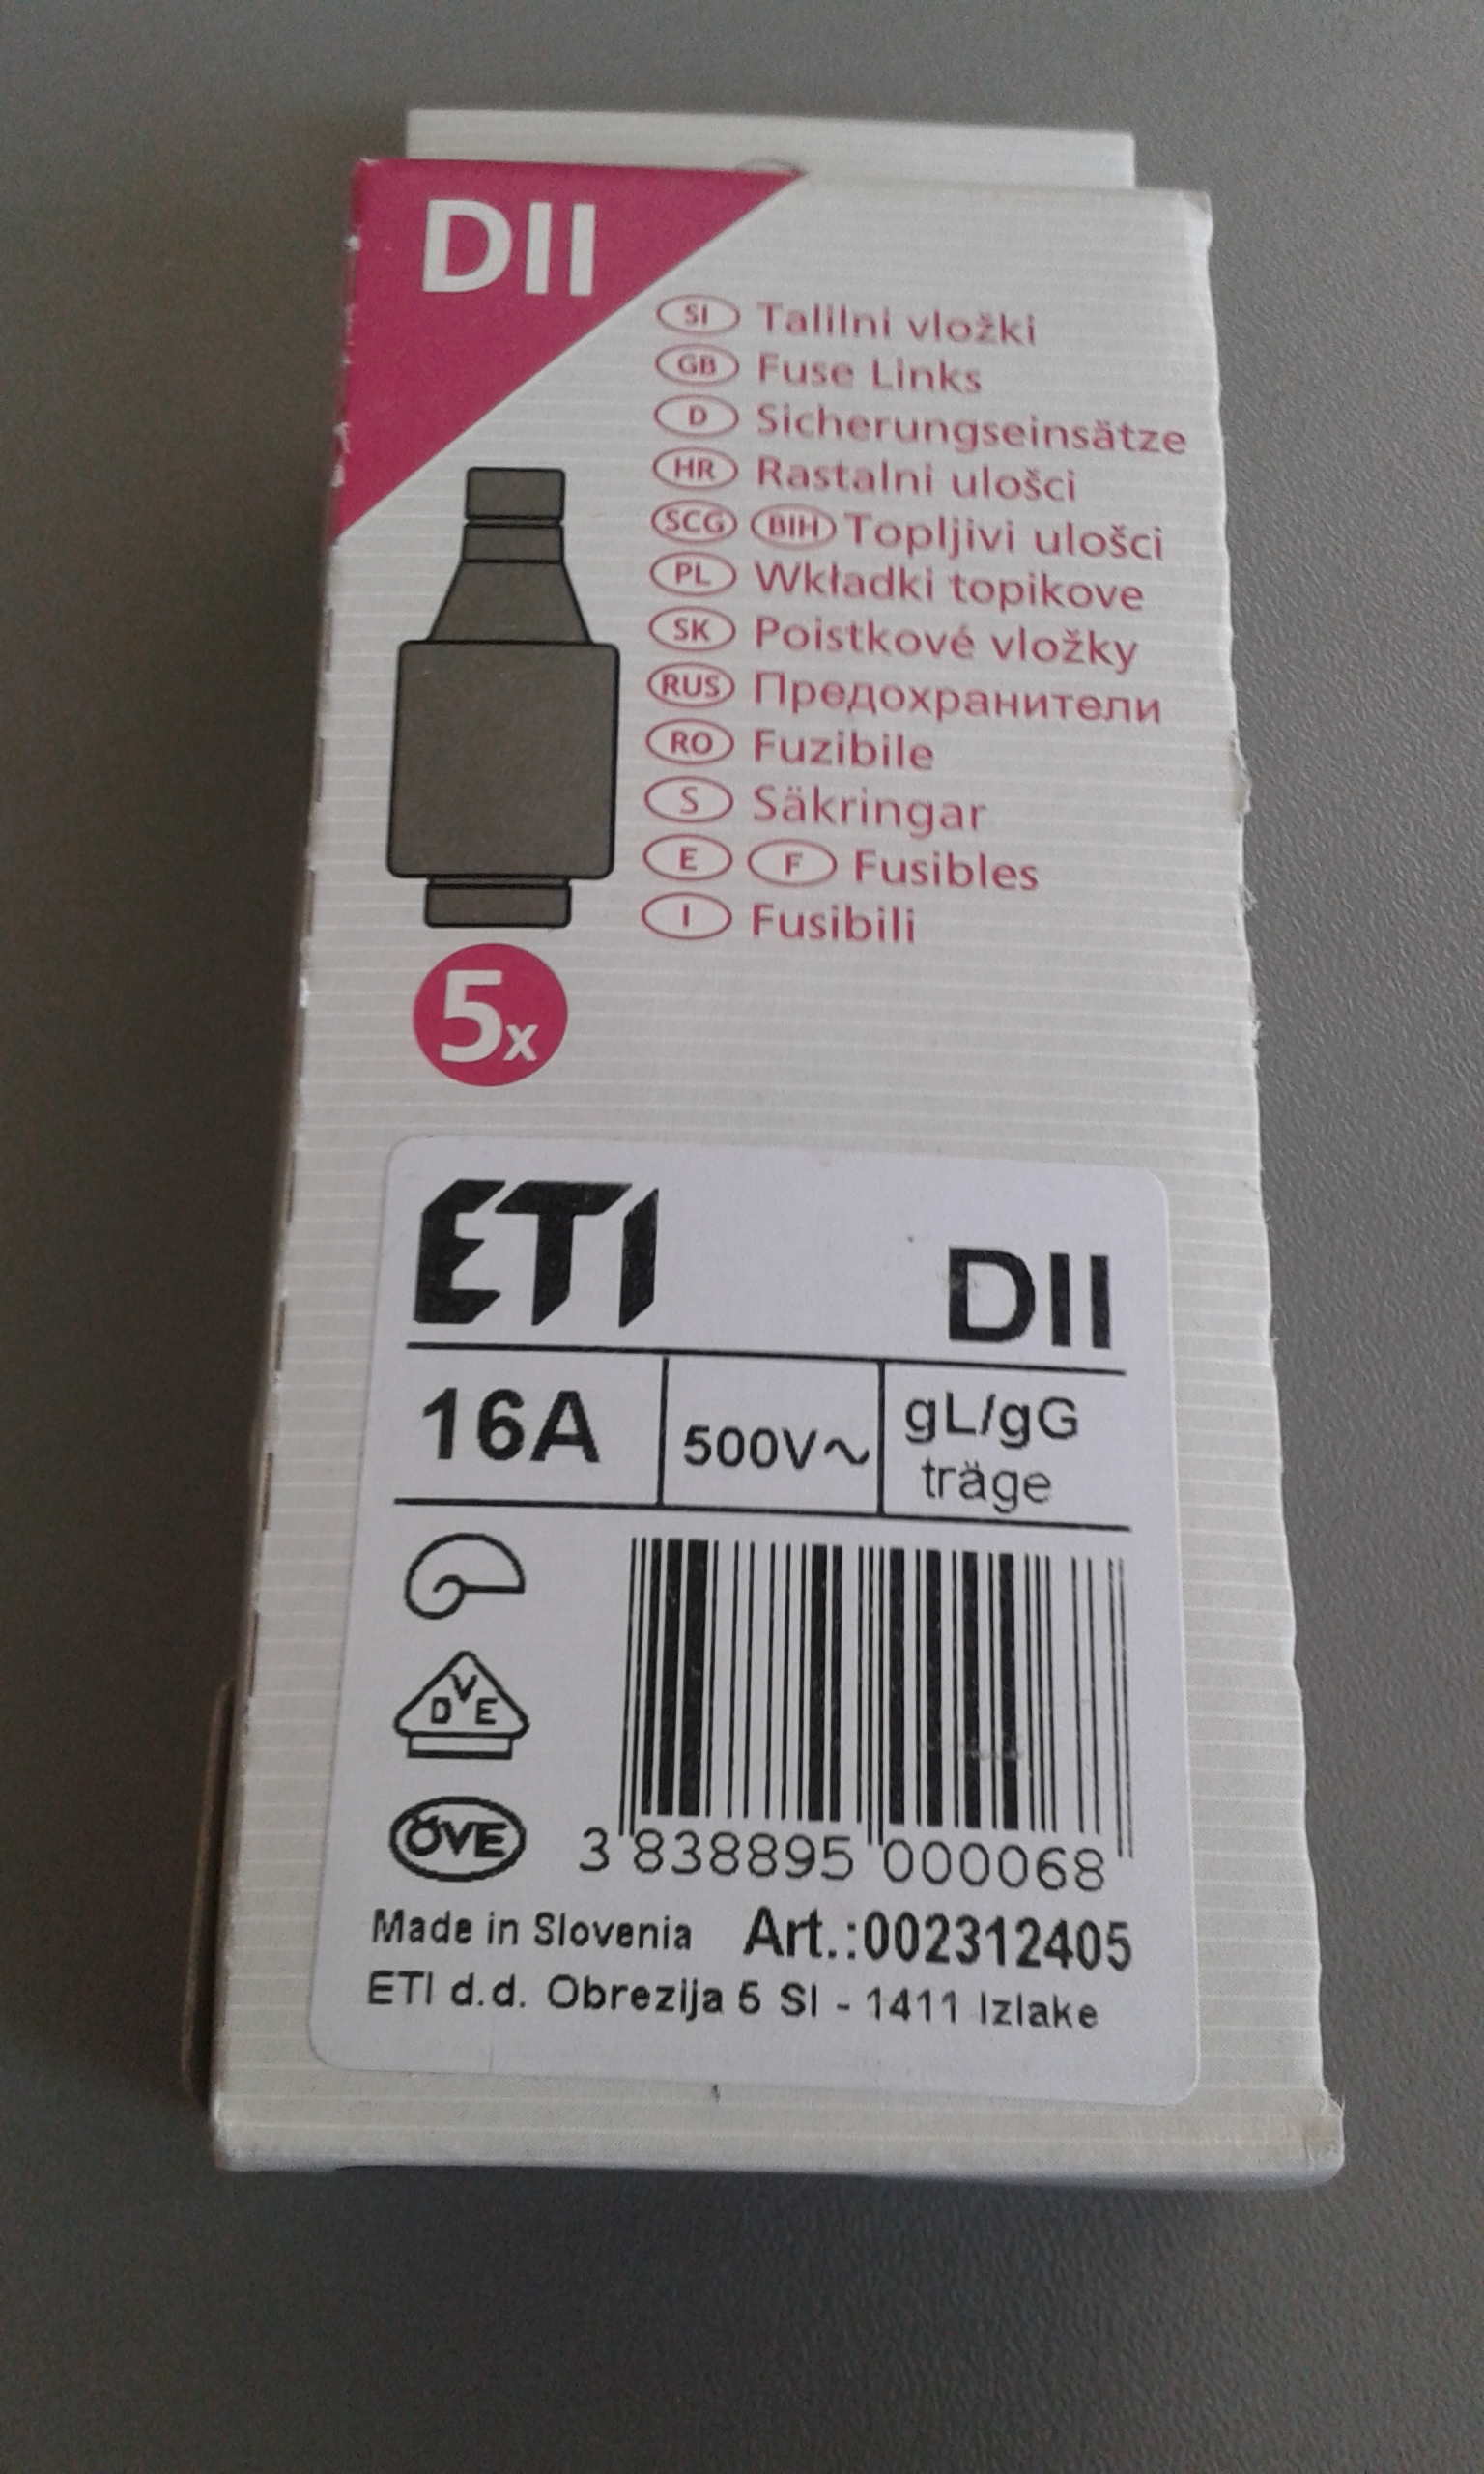 DII
SI Talilni vložki
GB Fuse Links
D Sicherungseinsätze
HR Rastalni ulošci
SCG BIH Topljivi ulošci
PL Wkładki topikove
SK Poistkové vložky
RUS Предохранители
RO Fuzibile
S Säkringar
E F Fusibles
I Fusibili
5x
ETI DII
16A 500V~ gL/gG
träge
DVE
ÖVE
3 838895 000068
Made in Slovenia Art.:002312405
ETI d.d. Obrezija 5 SI - 1411 Izlake